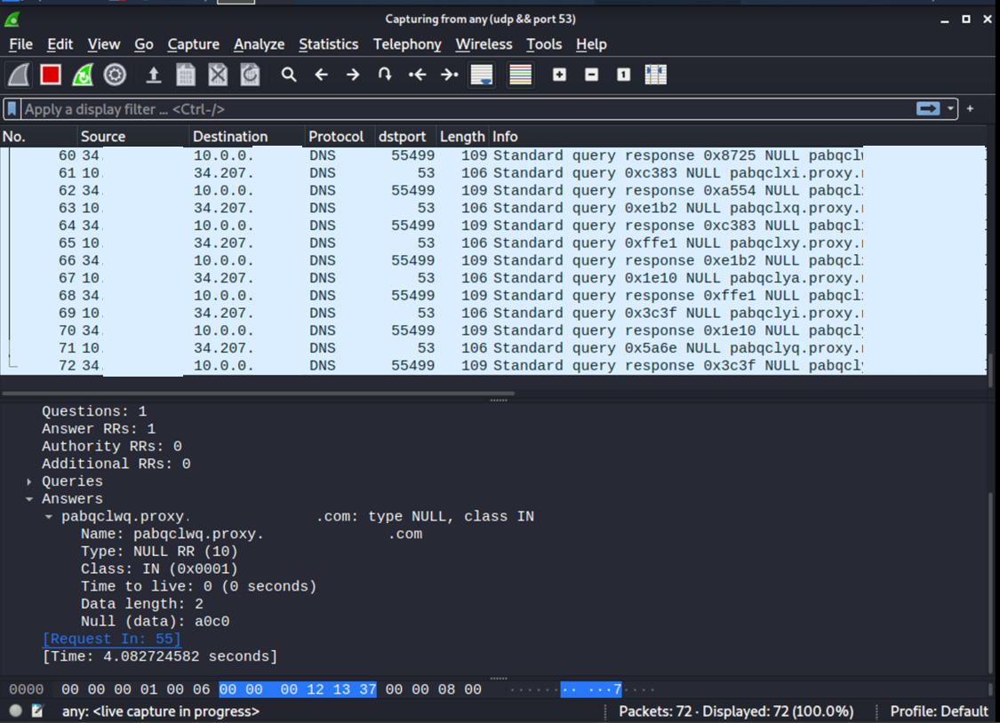 Capturing from any (udp && port 53)
File Edit View Go Capture Analyze Statistics Telephony Wireless Tools Help
Apply a display filter ... <Ctrl-/>
No. Source Destination Protocol dstport Length Info
60 34. 10.0.0. DNS 55499 109 Standard query response 0x8725 NULL
61 10. 34.207. DNS 53 106 Standard query 0xc383 NULL pabqclxi.proxy.
62 34. 10.0.0. DNS 55499 109 Standard query response 0xa554 NULL
63 10. 34.207. DNS 53 106 Standard query 0xe1b2 NULL pabqclxq.proxy.
64 34. 10.0.0. DNS 55499 109 Standard query response 0xc383 NULL
65 10. 34.207. DNS 53 106 Standard query 0xffe1 NULL pabqclxy.proxy.
66 34. 10.0.0. DNS 55499 109 Standard query response 0xe1b2 NULL
67 10. 34.207. DNS 53 106 Standard query 0x1e10 NULL pabqclya.proxy.
68 34. 10.0.0. DNS 55499 109 Standard query response 0xffe1 NULL
69 10. 34.207. DNS 53 106 Standard query 0x3c3f NULL pabqclyi.proxy.
70 34. 10.0.0. DNS 55499 109 Standard query response 0x1e10 NULL
71 10. 34.207. DNS 53 106 Standard query 0x5a6e NULL pabqclyq.proxy.
72 34. 10.0.0. DNS 55499 109 Standard query response 0x3c3f NULL
Questions: 1
Answer RRs: 1
Authority RRs: 0
Additional RRs: 0
Queries
Answers
pabqclwq.proxy. .com: type NULL, class IN
Name: pabqclwq.proxy. .com
Type: NULL RR (10)
Class: IN (0x0001)
Time to live: 0 (0 seconds)
Data length: 2
Null (data): a0c0
[Request In: 55]
[Time: 4.082724582 seconds]
0000 00 00 00 01 00 06 00 00 00 12 13 37 00 00 08 00 ········ ···7····
any: <live capture in progress> Packets: 72 · Displayed: 72 (100.0%) Profile: Default